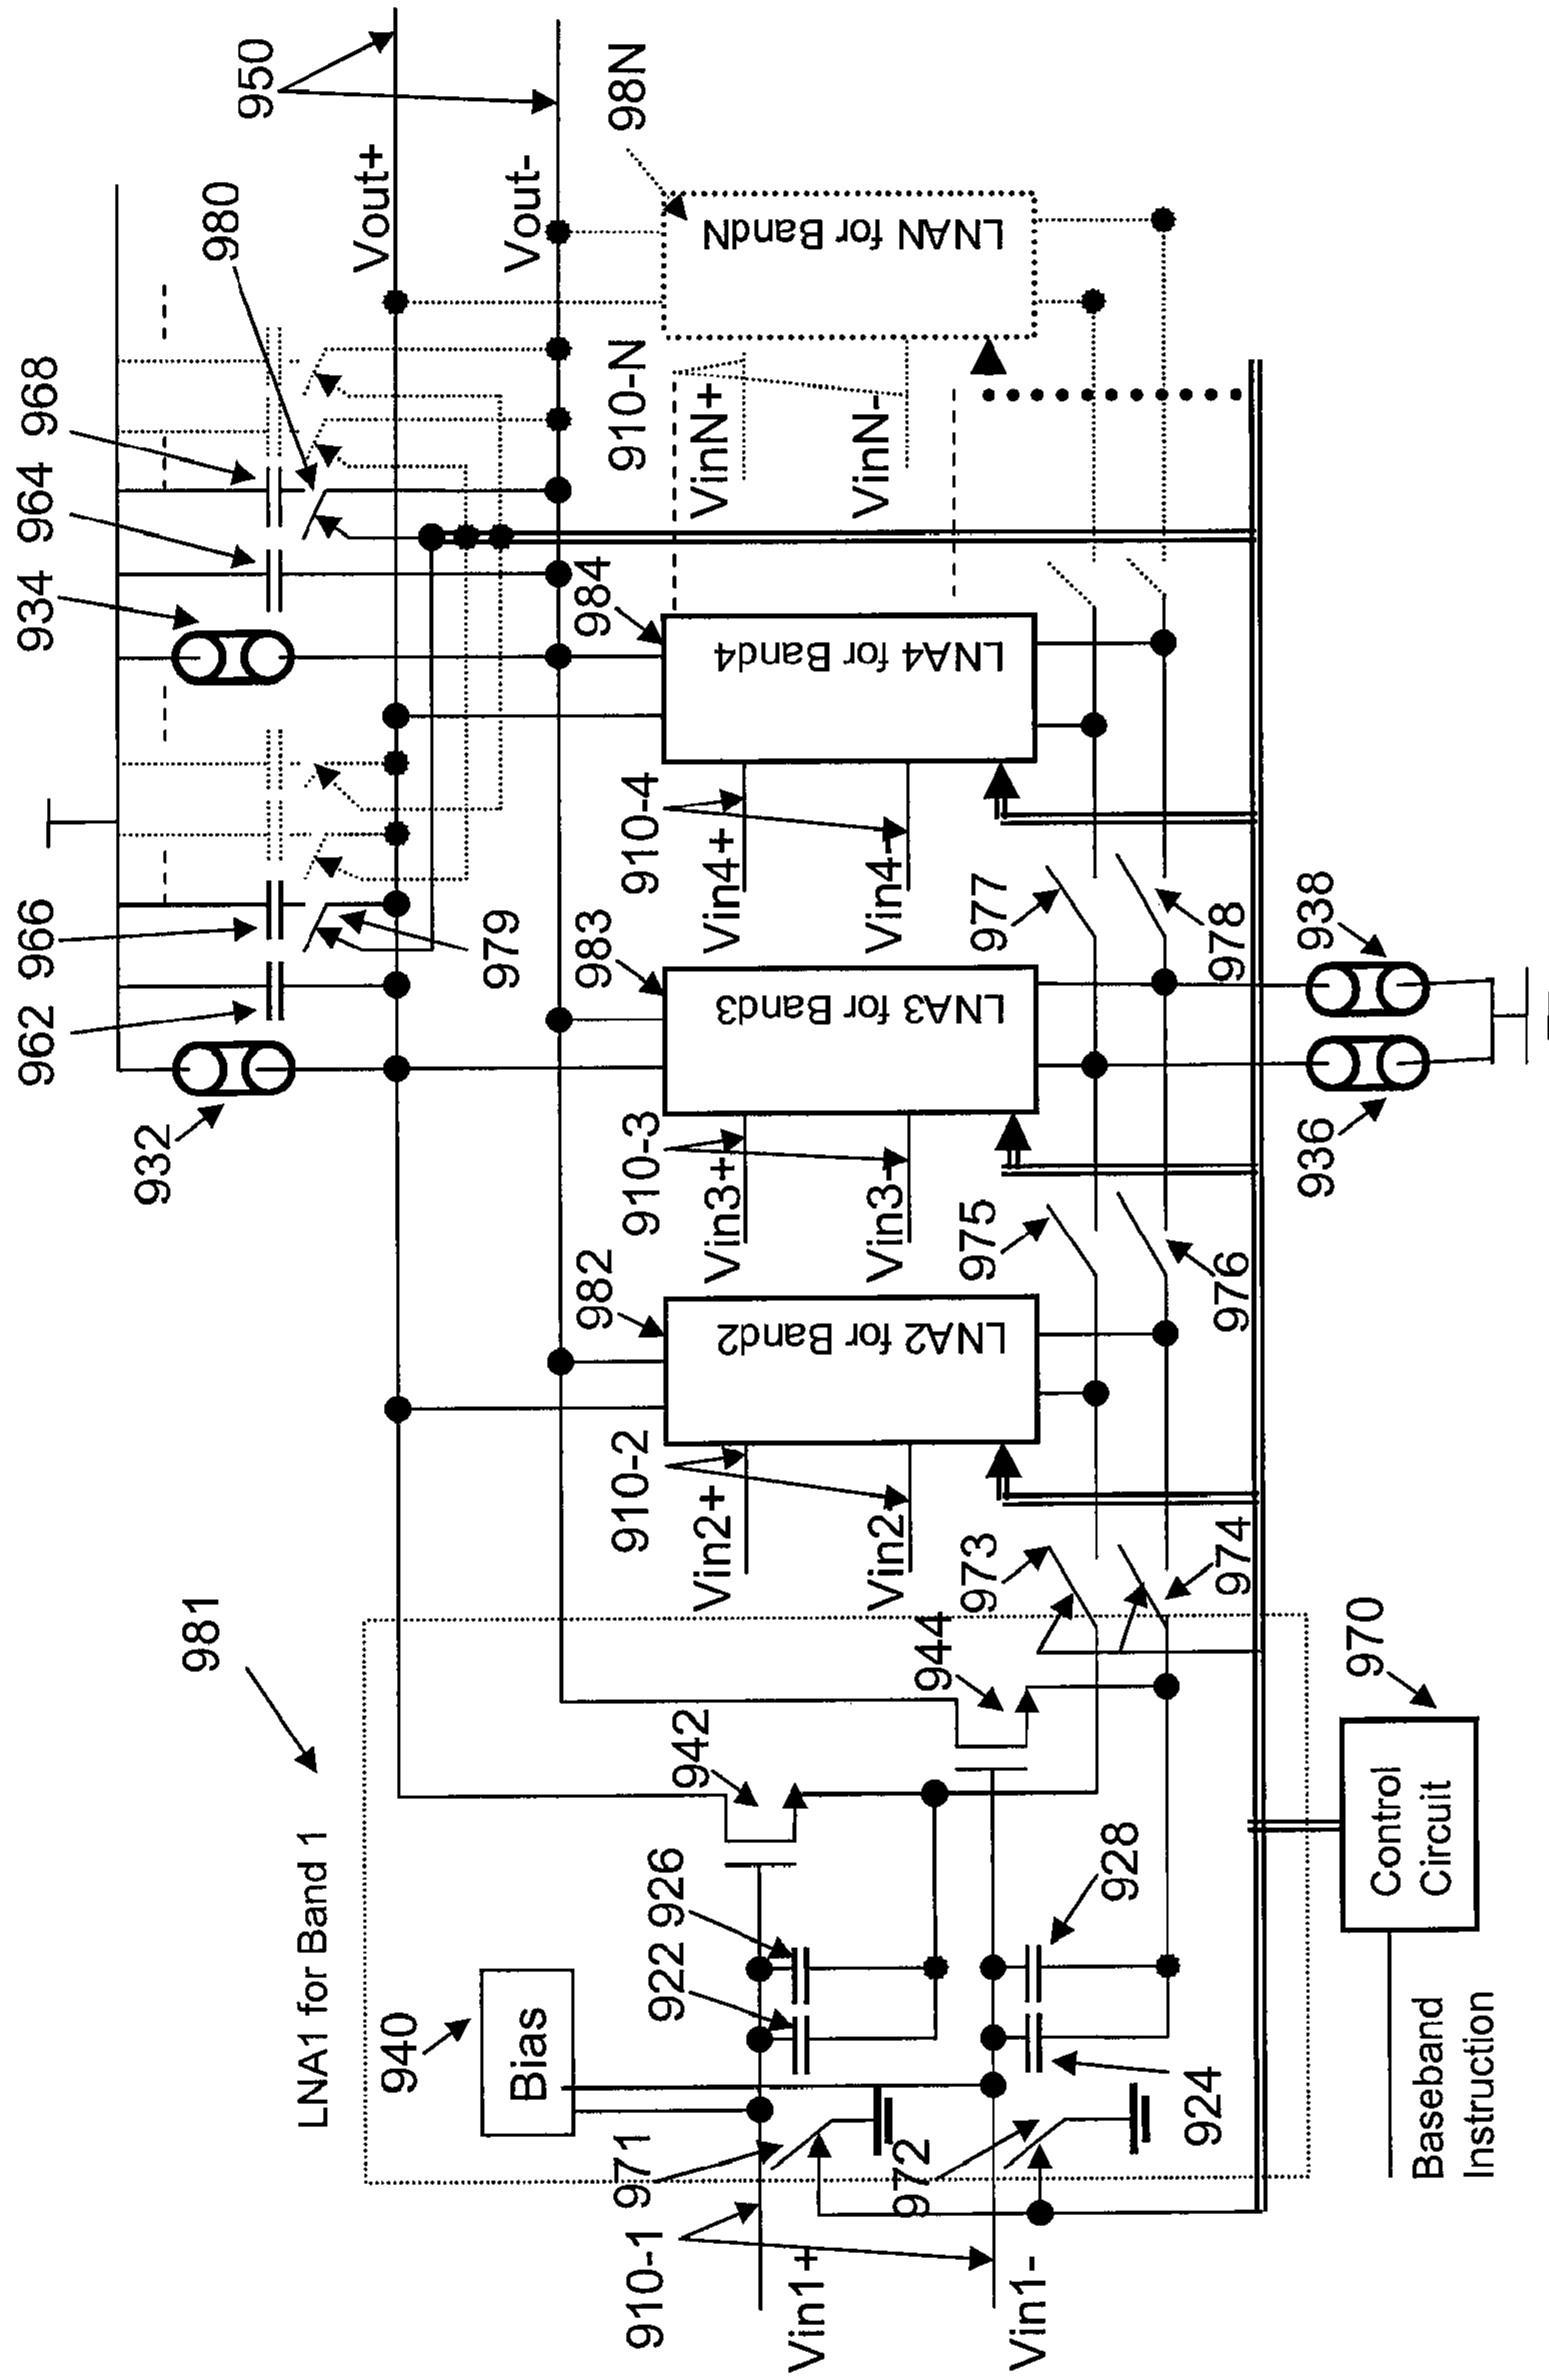 962 966 934 964 968
932
981
980
950
LNA1 for Band 1
Vout+
940
979
Vout-
Bias
982
983
984
98N
910-1
971
910-2
910-3
910-4
910-N
922 926
942
Vin2+
Vin3+
Vin4+
VinN+
LNA2 for Band2
LNA3 for Band3
LNA4 for Band4
LNAN for BandN
Vin1+
Vin2-
Vin3-
Vin4-
VinN-
972
944
973
975
977
Vin1-
928
924
974
976
978
936
938
970
Control
Circuit
Baseband
Instruction